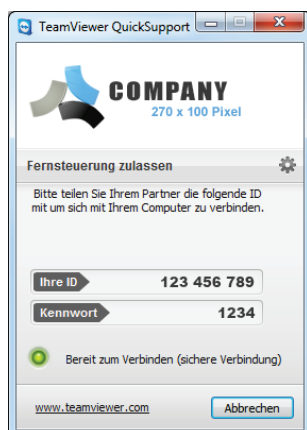 TeamViewer QuickSupport
COMPANY
270 x 100 Pixel
Fernsteuerung zulassen
Bitte teilen Sie Ihrem Partner die folgende ID
mit um sich mit Ihrem Computer zu verbinden.
Ihre ID 123 456 789
Kennwort 1234
Bereit zum Verbinden (sichere Verbindung)
www.teamviewer.com Abbrechen